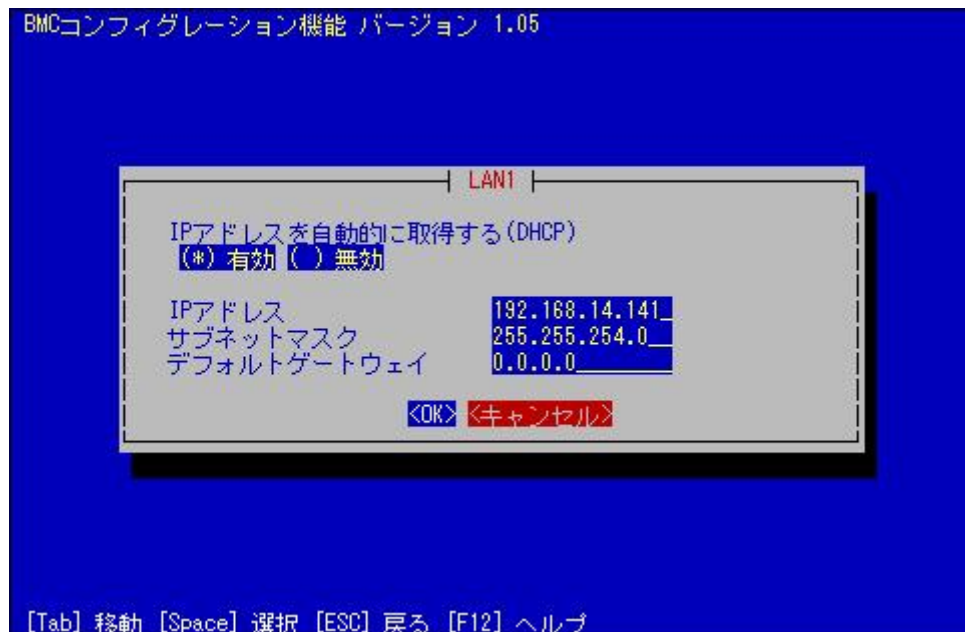 BMCコンフィグレーション機能 バージョン 1.05
LAN1
IPアドレスを自動的に取得する(DHCP)
(*) 有効 ( ) 無効
IPアドレス 192.168.14.141_
サブネットマスク 255.255.254.0__
デフォルトゲートウェイ 0.0.0.0________
<OK> <キャンセル>
[Tab] 移動 [Space] 選択 [ESC] 戻る [F12] ヘルプ